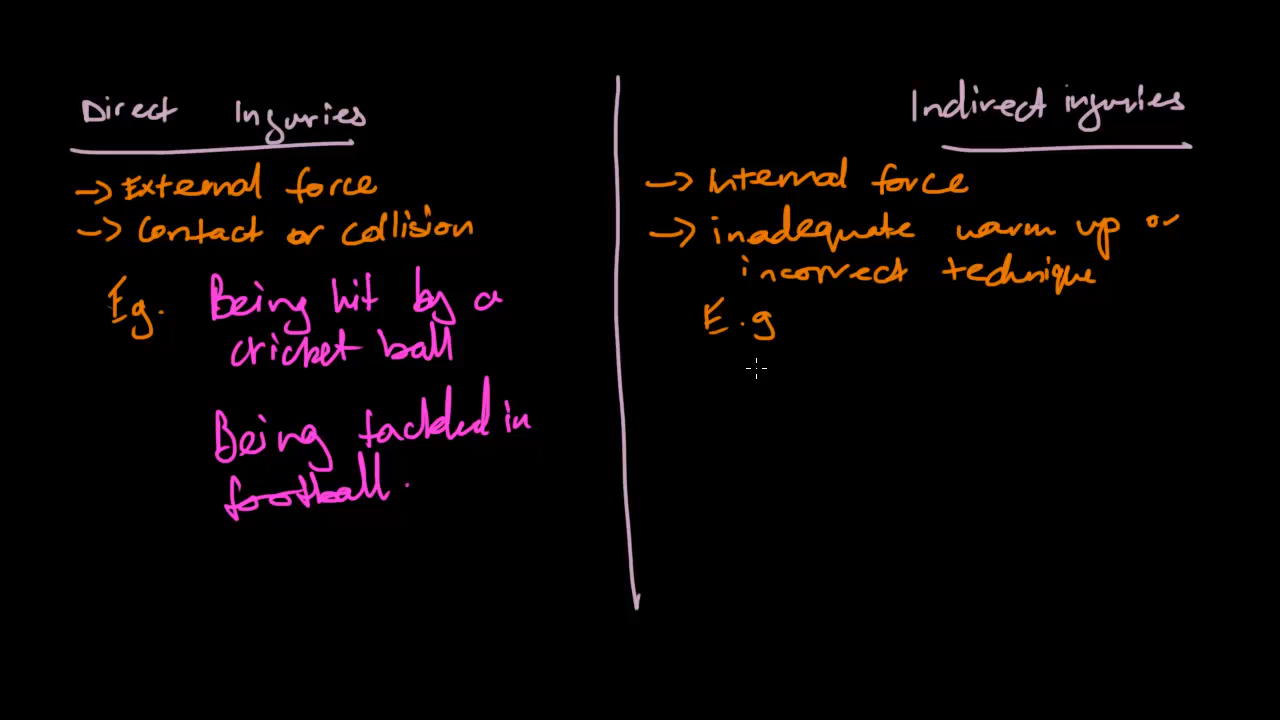 Direct Injuries
→ External force
→ Contact or collision
Eg. Being hit by a
cricket ball
Being tackled in
football.
Indirect injuries
→ Internal force
→ inadequate warm up or
incorrect technique
E.g